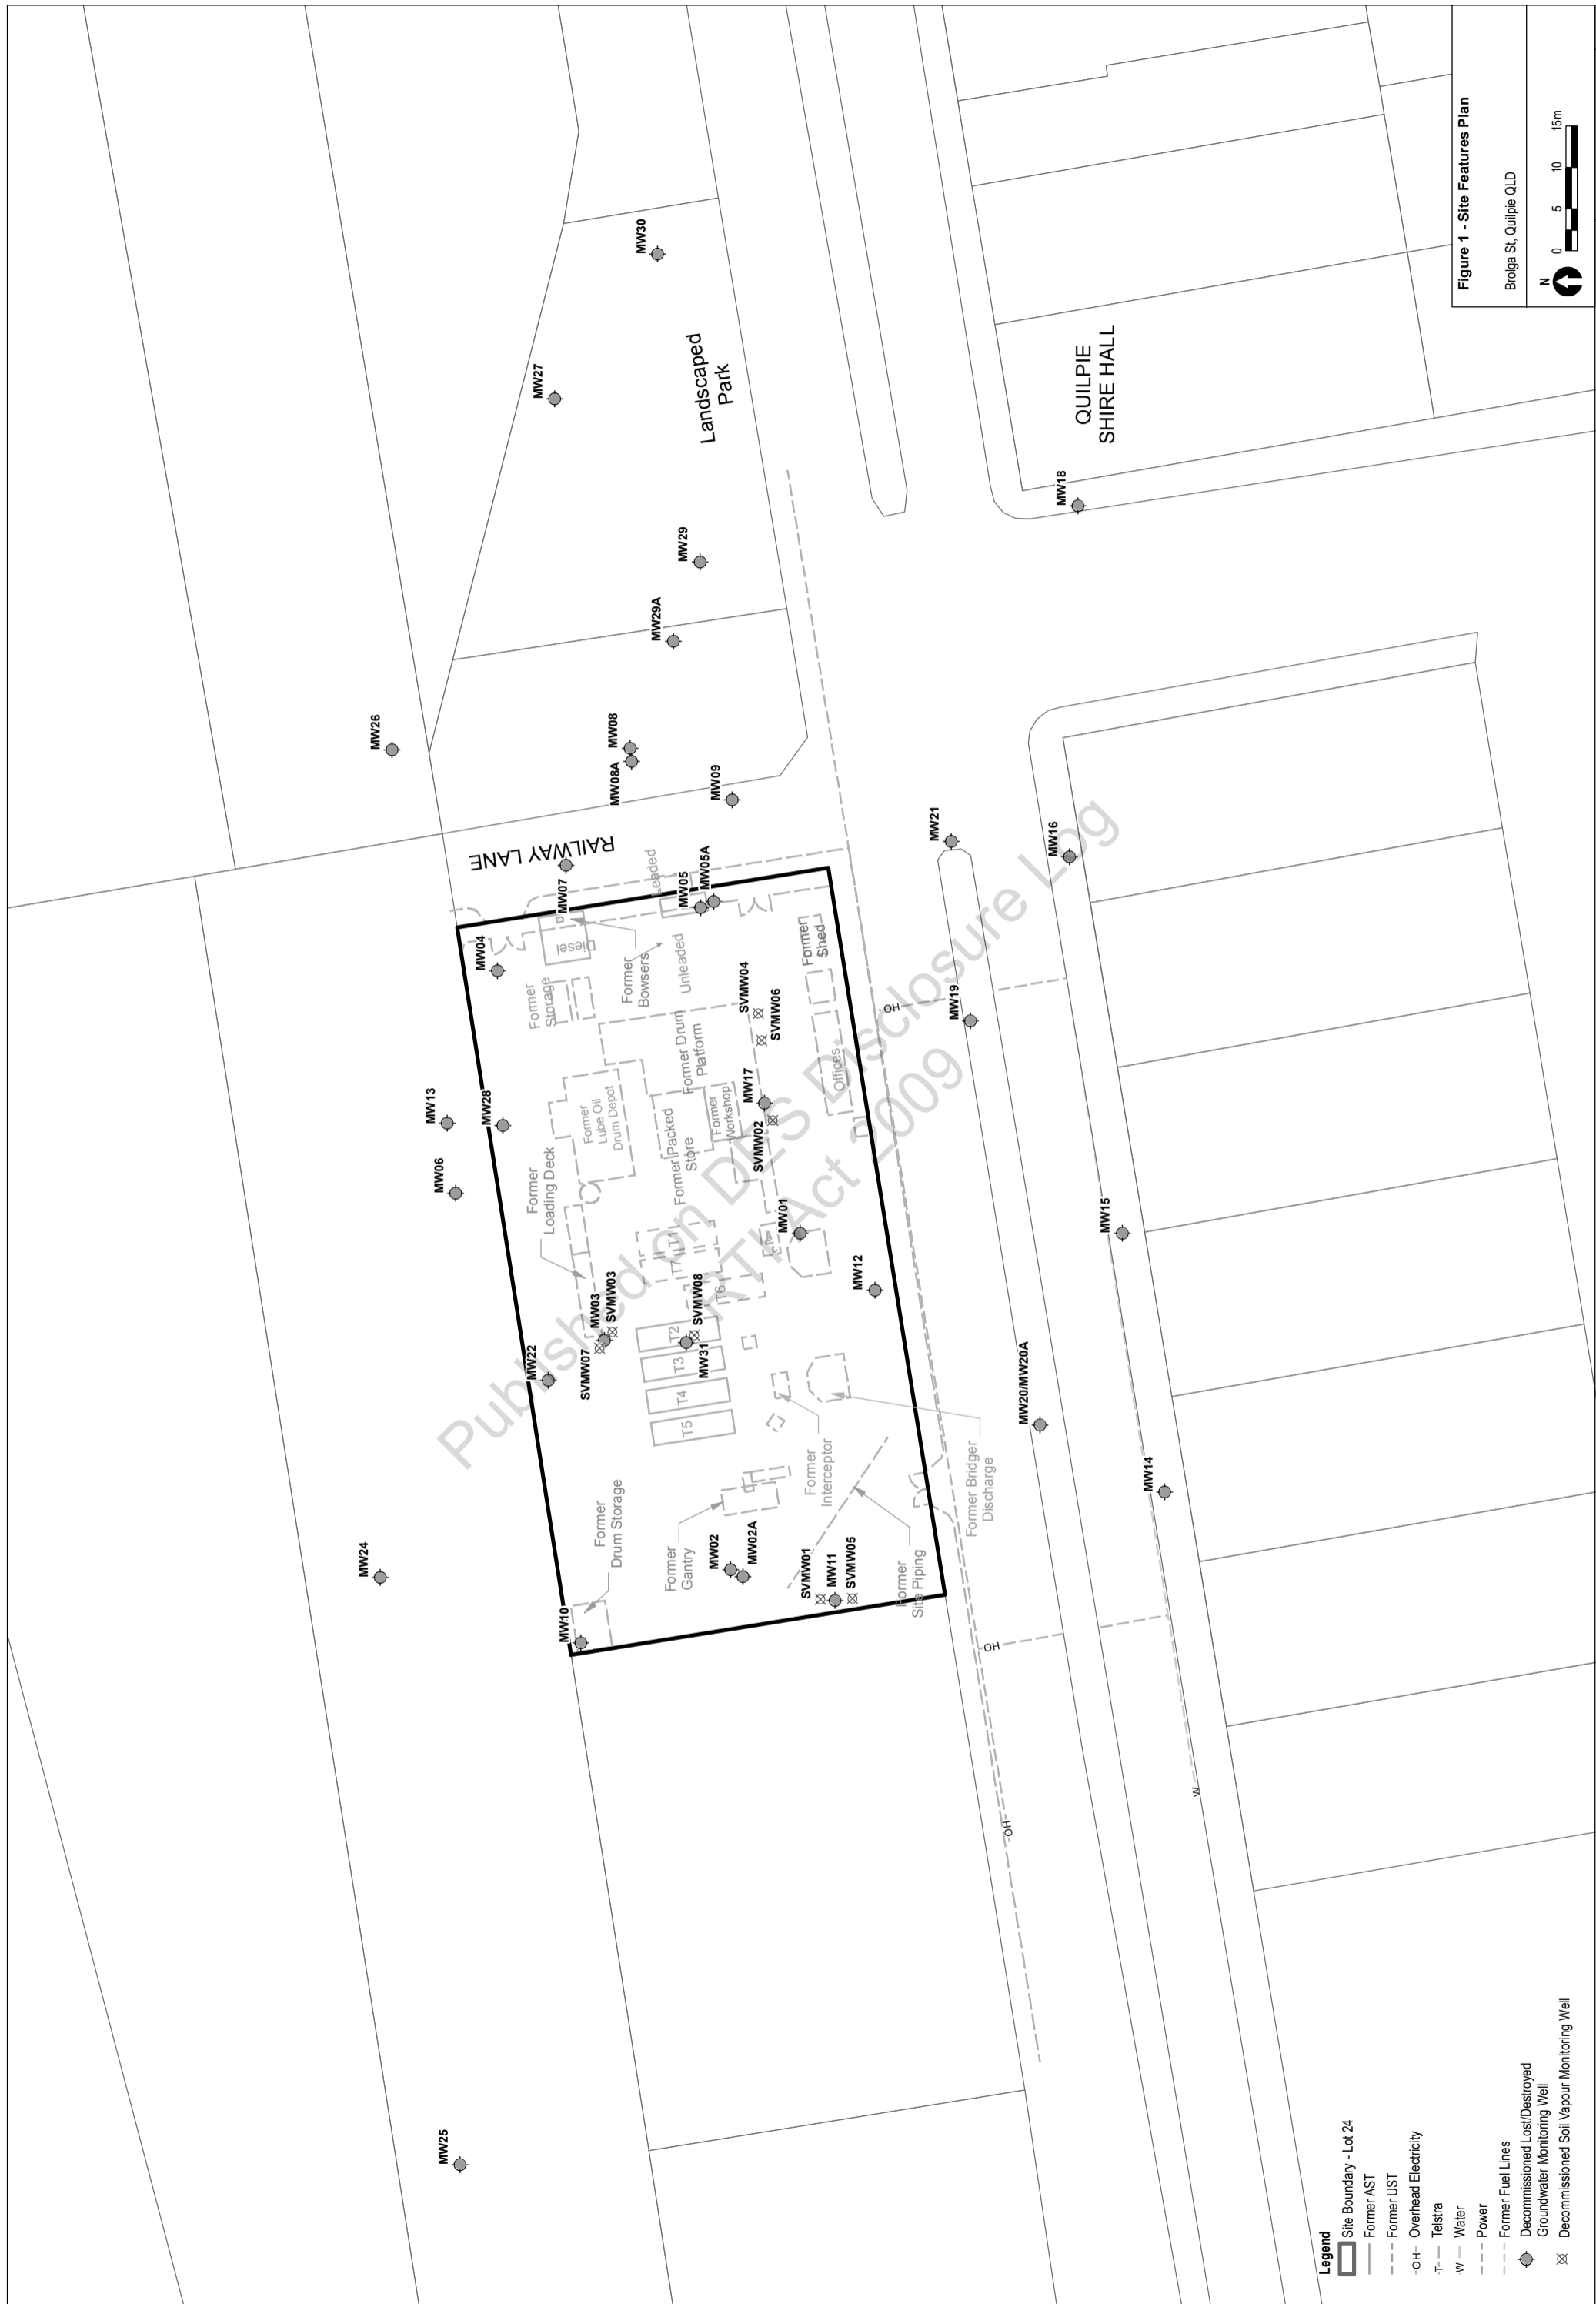 MW25
MW24
MW26
MW13
MW06
MW28
MW04
MW22
MW10
MW27
MW30
Landscaped
Park
MW29
MW29A
MW08
MW08A
MW09
RAILWAY LANE
MW07
Leaded
MW05
MW05A
Diesel
Former
Storage
Former
Bowsers
Unleaded
Former
Shed
SVMW04
SVMW06
Former Drum
Platform
Former
Lube Oil
Drum Depot
Former
Loading Deck
Former Packed
Store
Former
Workshop
MW17
SVMW02
Offices
MW01
MW12
T1
T7
T6
T2
T3
T4
T5
MW03
SVMW03
SVMW07
SVMW08
MW31
Former
Drum Storage
Former
Gantry
MW02
MW02A
Former
Interceptor
Former Bridger
Discharge
SVMW01
MW11
SVMW05
Former
Site Piping
OH
OH
-OH-
W
MW21
MW19
MW16
MW15
MW20/MW20A
MW14
MW18
QUILPIE
SHIRE HALL
Published on DES Disclosure Log
RTI Act 2009
Legend
Site Boundary - Lot 24
Former AST
Former UST
-OH- Overhead Electricity
-T- Telstra
W Water
Power
Former Fuel Lines
Decommissioned Lost/Destroyed
Groundwater Monitoring Well
Decommissioned Soil Vapour Monitoring Well
Figure 1 - Site Features Plan
Brolga St, Quilpie QLD
N
0 5 10 15m